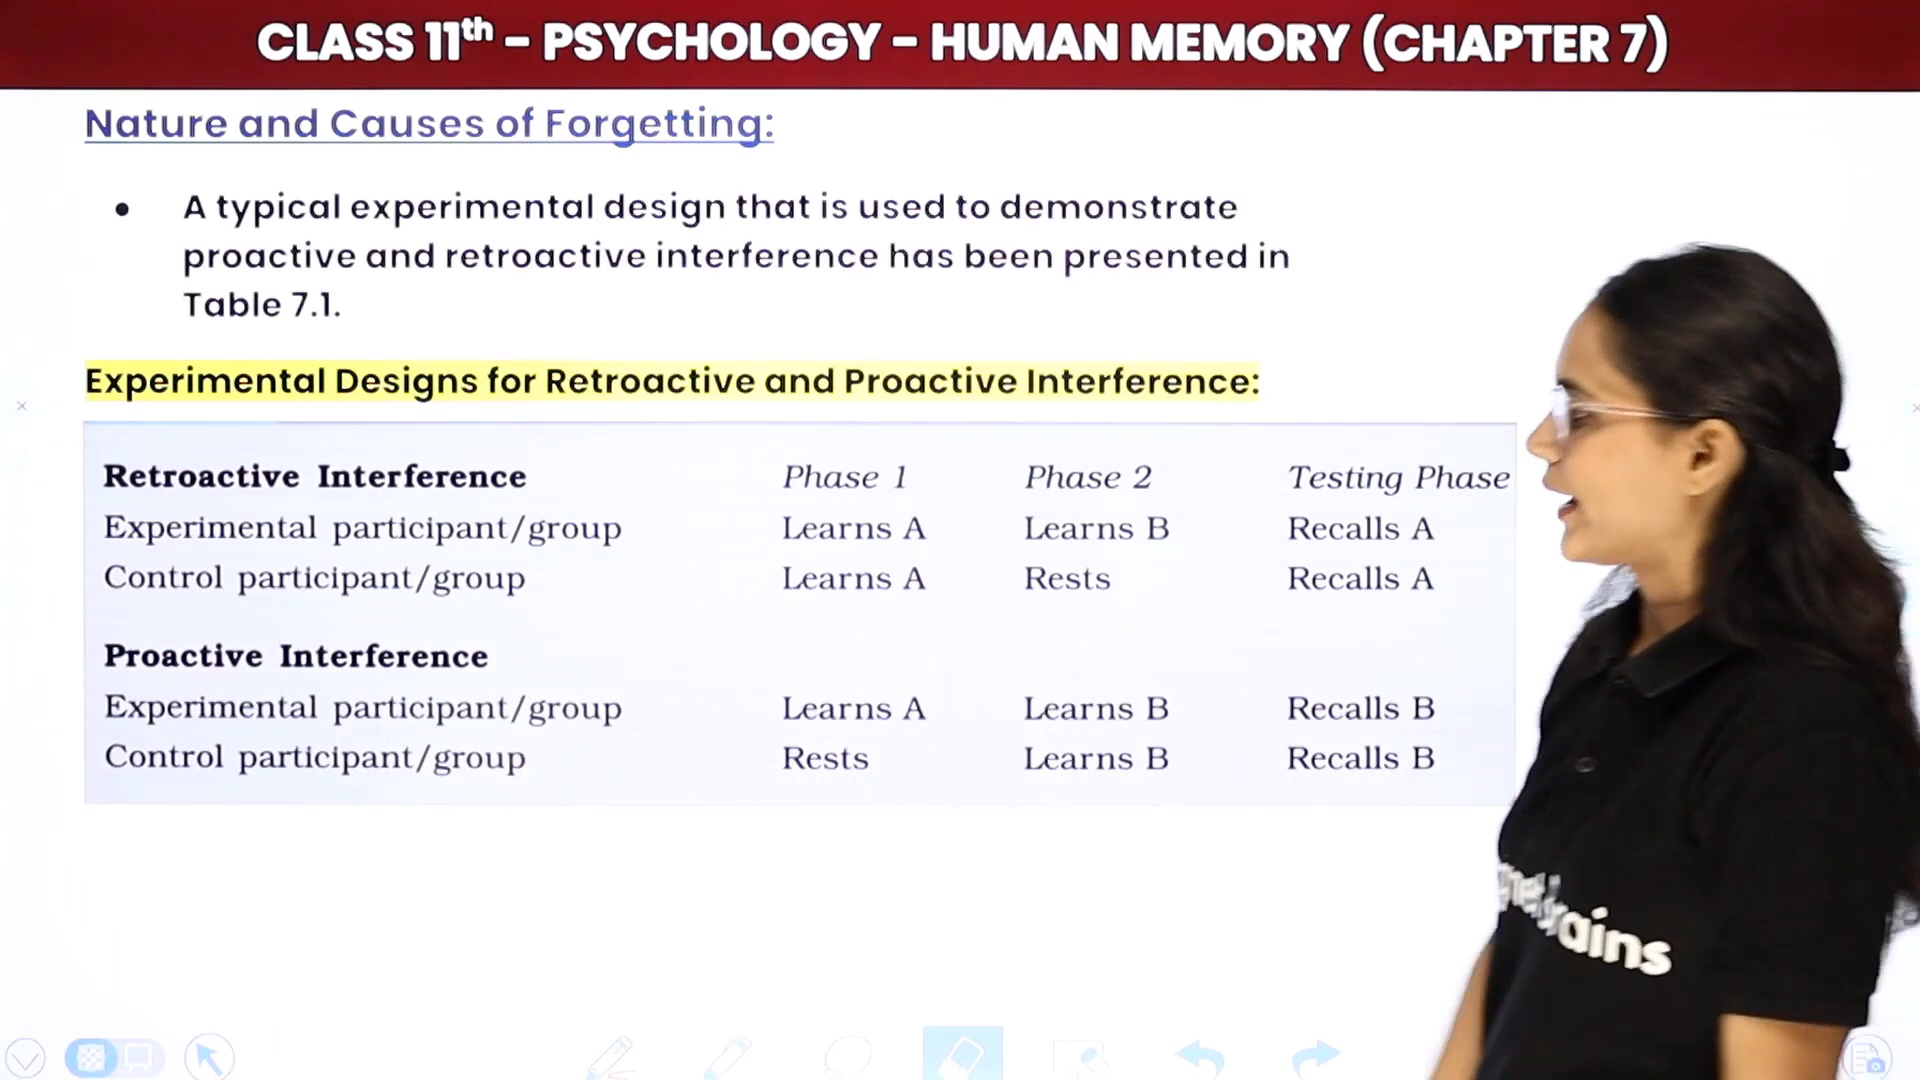 CLASS 11th - PSYCHOLOGY - HUMAN MEMORY (CHAPTER 7)
Nature and Causes of Forgetting:
• A typical experimental design that is used to demonstrate
proactive and retroactive interference has been presented in
Table 7.1.
Experimental Designs for Retroactive and Proactive Interference:
Retroactive Interference Phase 1 Phase 2 Testing Phase
Experimental participant/group Learns A Learns B Recalls A
Control participant/group Learns A Rests Recalls A
Proactive Interference
Experimental participant/group Learns A Learns B Recalls B
Control participant/group Rests Learns B Recalls B